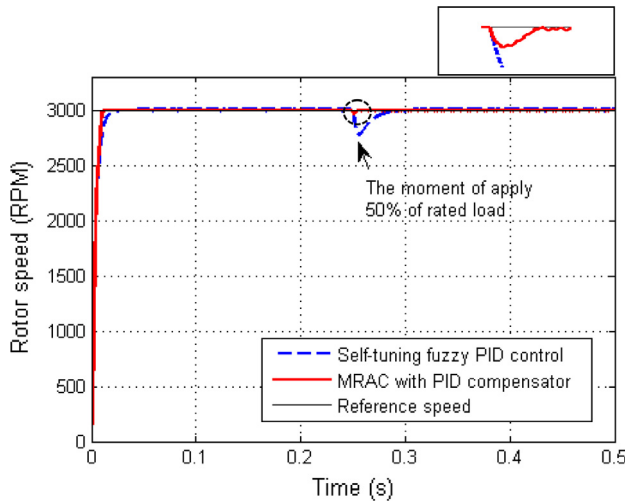 3500
3000
2500
2000
1500
1000
500
0
Rotor speed (RPM)
The moment of apply
50% of rated load
Self-tuning fuzzy PID control
MRAC with PID compensator
Reference speed
0
0.1
0.2
0.3
0.4
0.5
Time (s)